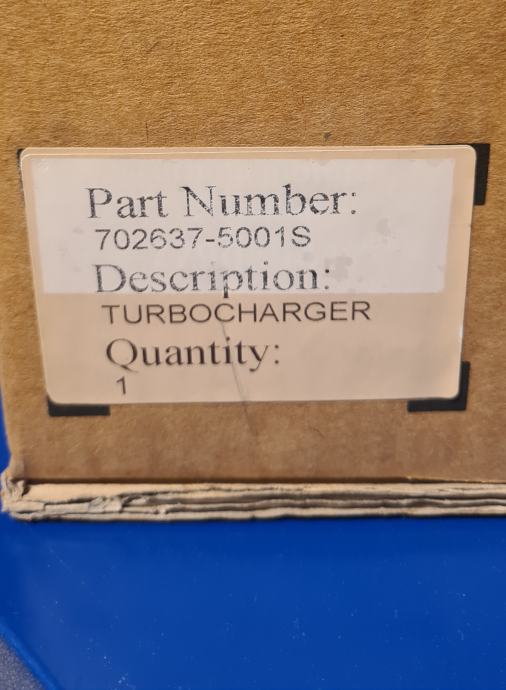 Part Number:
702637-5001S
Description:
TURBOCHARGER
Quantity:
1